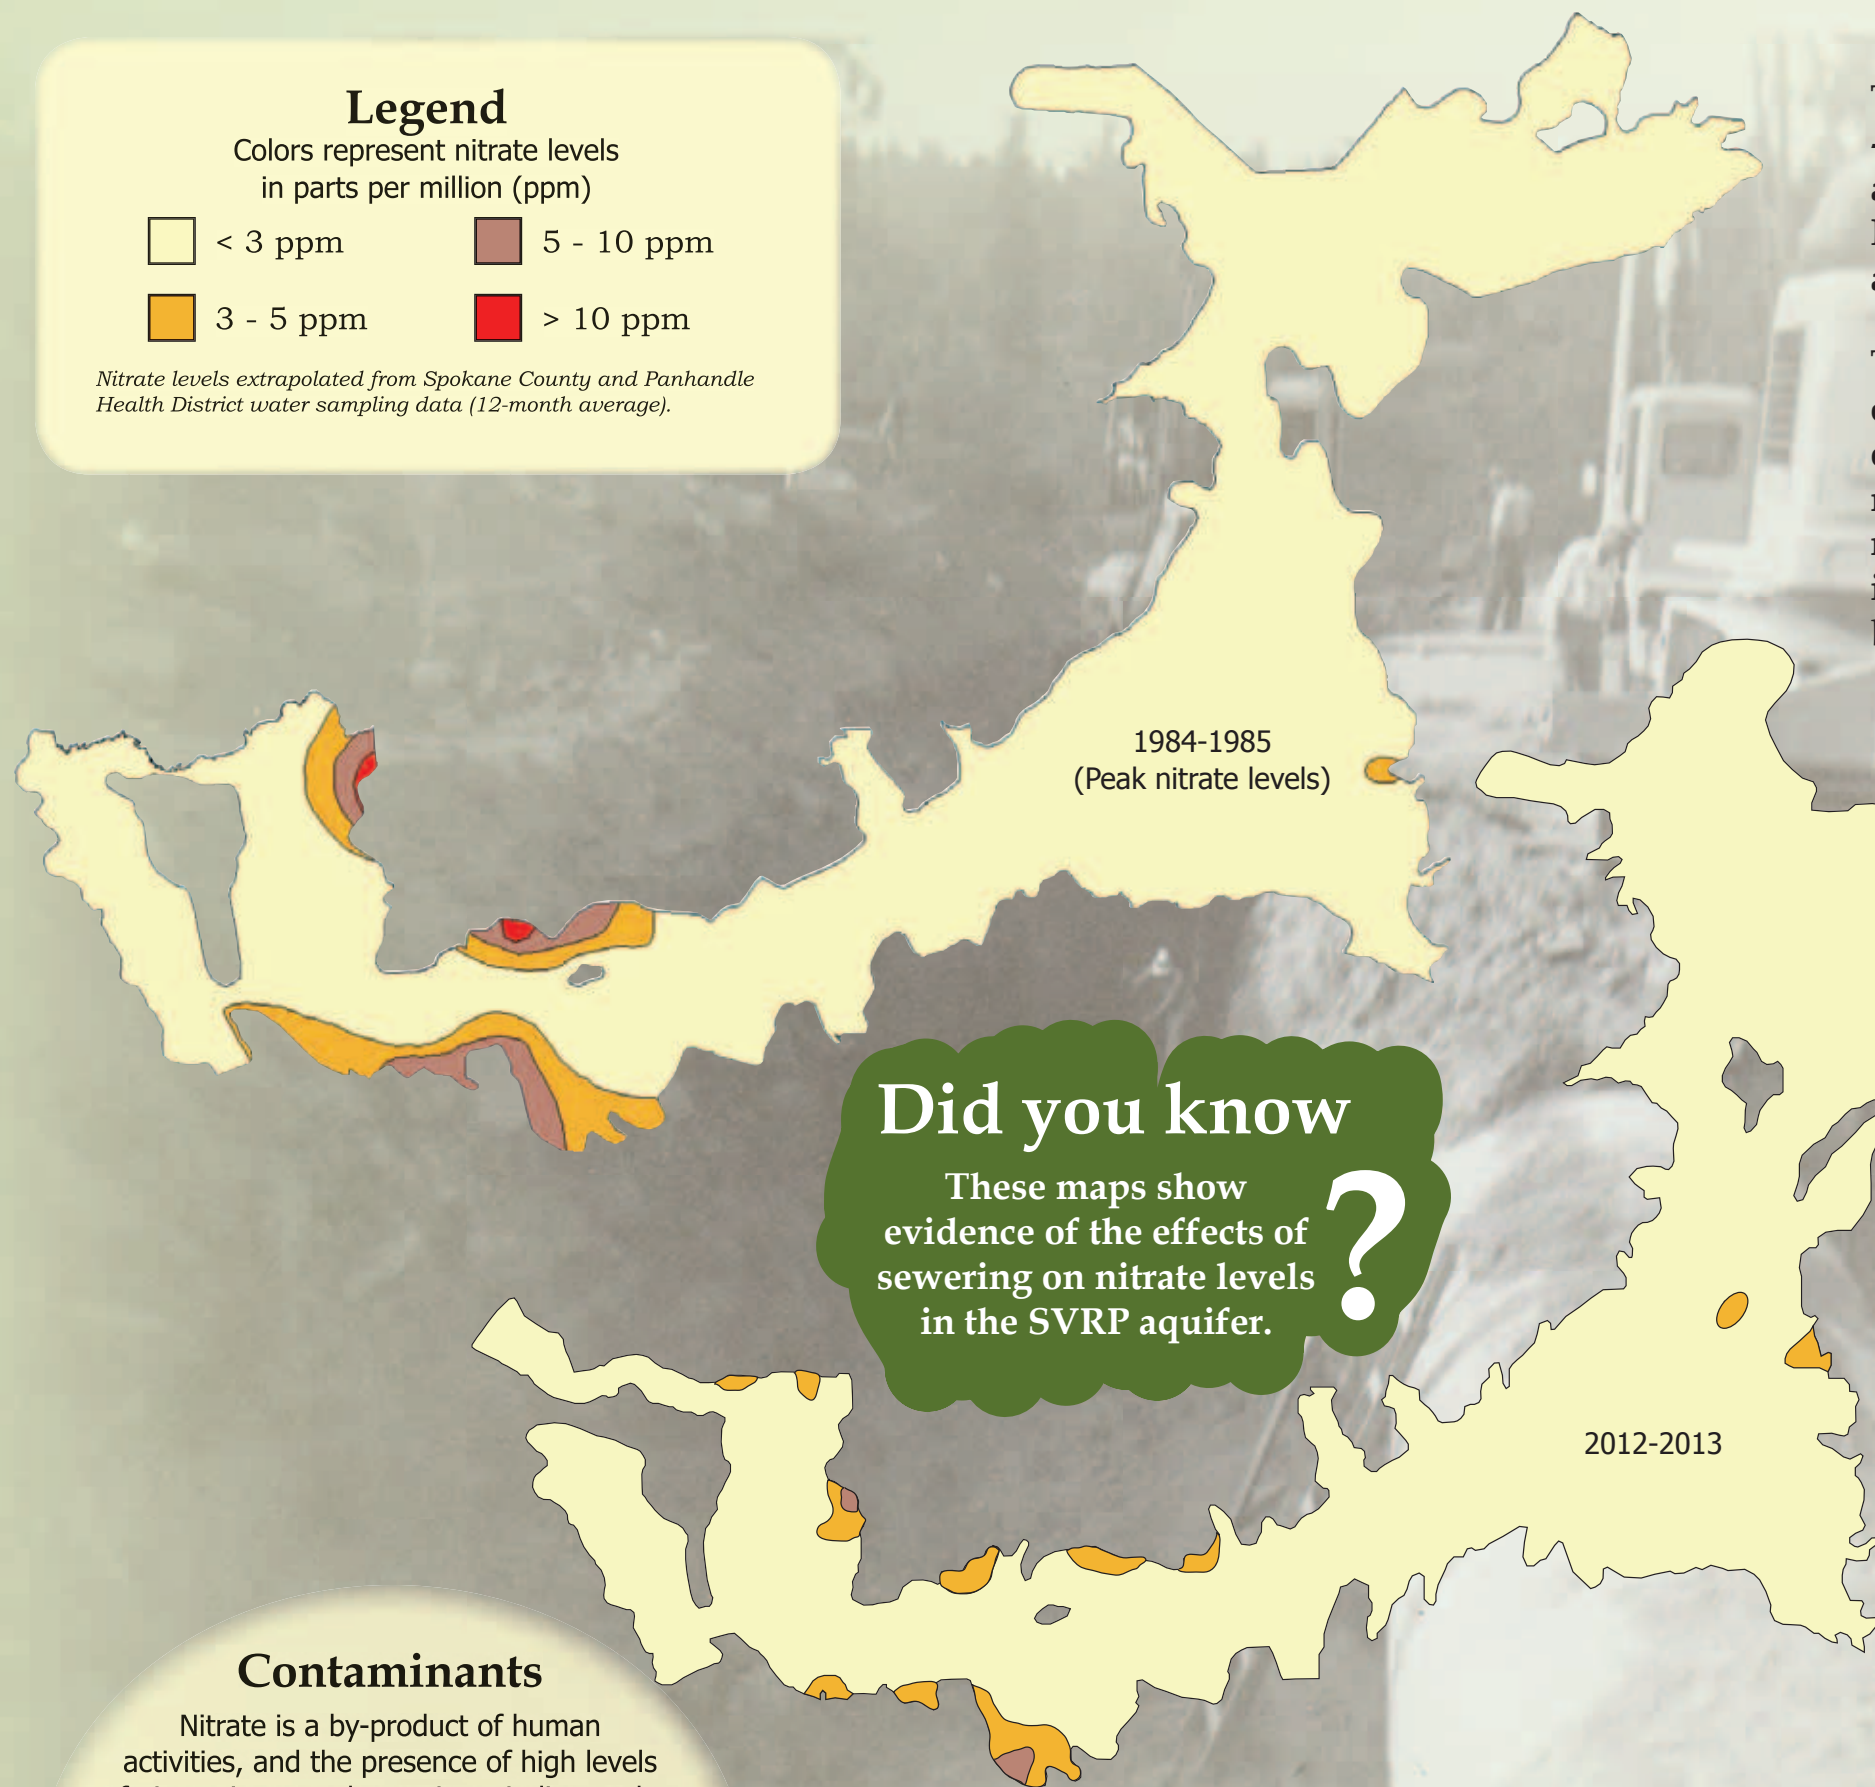 Legend
Colors represent nitrate levels
in parts per million (ppm)
< 3 ppm
5 - 10 ppm
3 - 5 ppm
> 10 ppm
Nitrate levels extrapolated from Spokane County and Panhandle
Health District water sampling data (12-month average).
1984-1985
(Peak nitrate levels)
Did you know
?
These maps show
evidence of the effects of
sewering on nitrate levels
in the SVRP aquifer.
2012-2013
Contaminants
Nitrate is a by-product of human
activities, and the presence of high levels